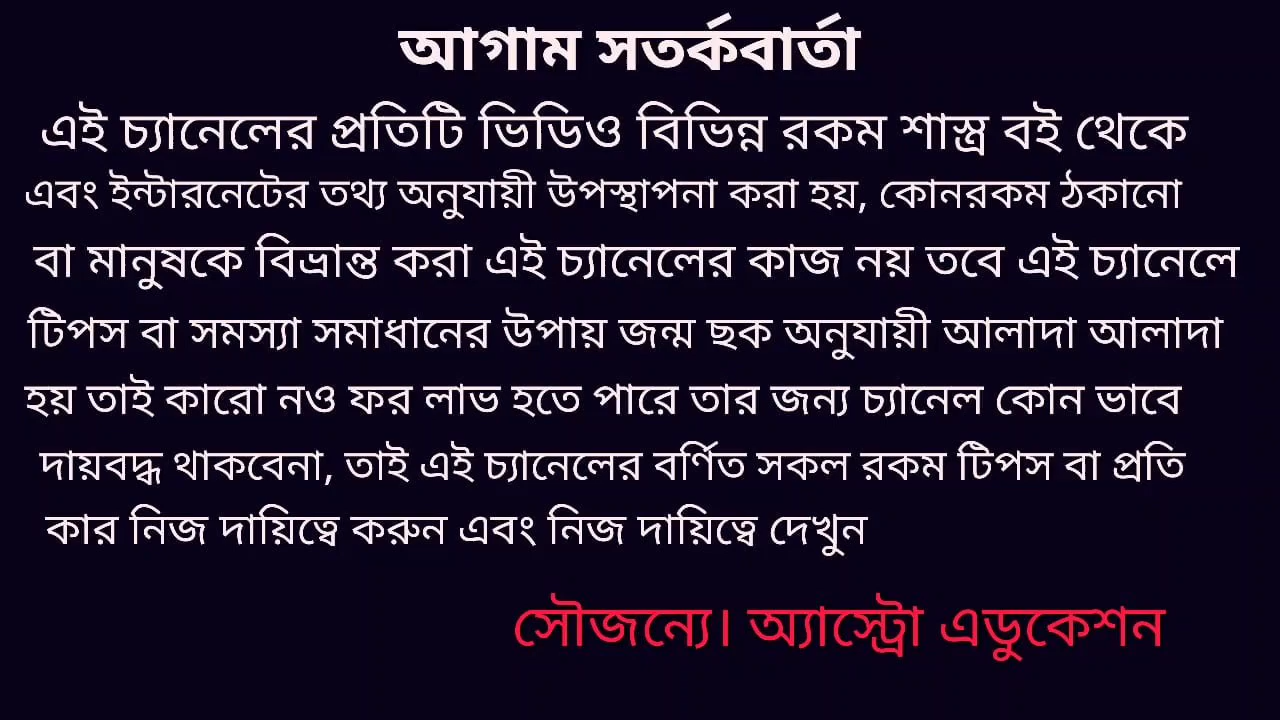 আগাম সতর্কবার্তা
এই চ্যানেলের প্রতিটি ভিডিও বিভিন্ন রকম শাস্ত্র বই থেকে
এবং ইন্টারনেটের তথ্য অনুযায়ী উপস্থাপনা করা হয়, কোনরকম ঠকানো
বা মানুষকে বিভ্রান্ত করা এই চ্যানেলের কাজ নয় তবে এই চ্যানেলে
টিপস বা সমস্যা সমাধানের উপায় জন্ম ছক অনুযায়ী আলাদা আলাদা
হয় তাই কারো নও ফর লাভ হতে পারে তার জন্য চ্যানেল কোন ভাবে
দায়বদ্ধ থাকবেনা, তাই এই চ্যানেলের বর্ণিত সকল রকম টিপস বা প্রতি
কার নিজ দায়িত্বে করুন এবং নিজ দায়িত্বে দেখুন
সৌজন্যে। অ্যাস্ট্রো এডুকেশন